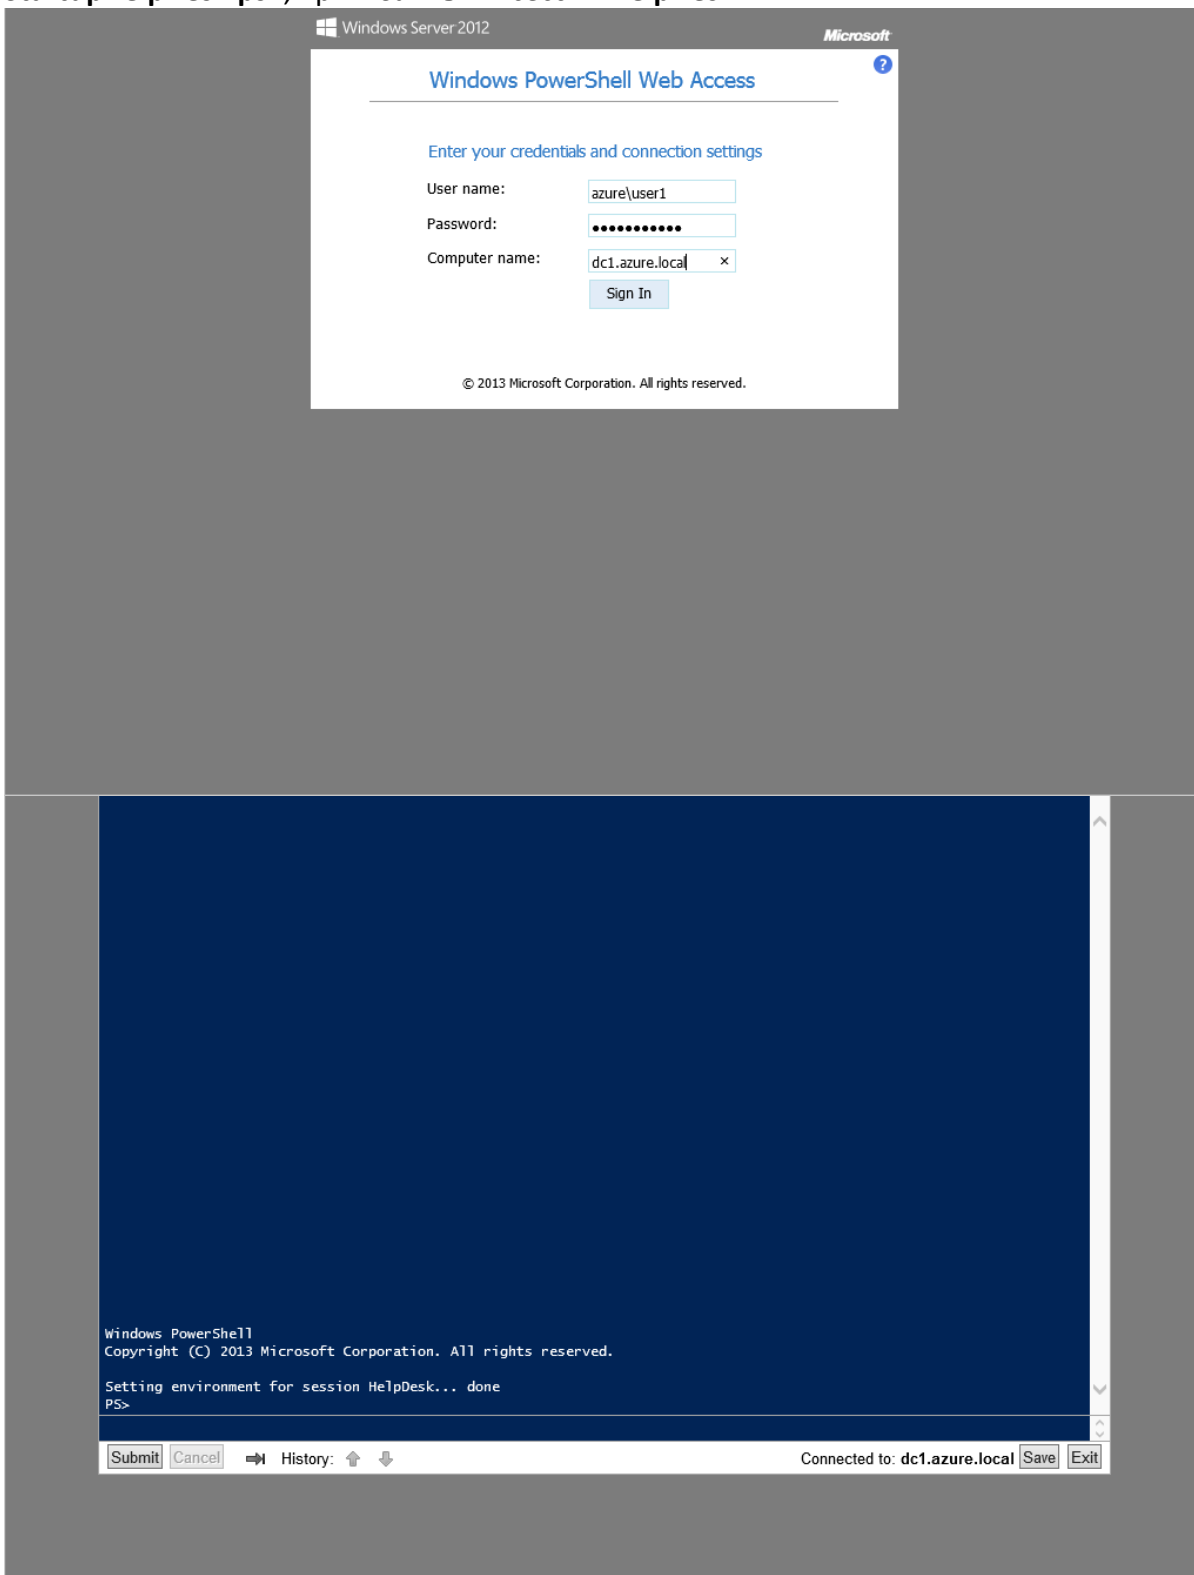 Windows Server 2012
Microsoft
Windows PowerShell Web Access
?
Enter your credentials and connection settings
User name:
azure\user1
Password:
●●●●●●●●●●●
Computer name:
dc1.azure.local ×
Sign In
© 2013 Microsoft Corporation. All rights reserved.
Windows PowerShell
Copyright (C) 2013 Microsoft Corporation. All rights reserved.
Setting environment for session HelpDesk... done
PS>
Submit Cancel History: Connected to: dc1.azure.local Save Exit